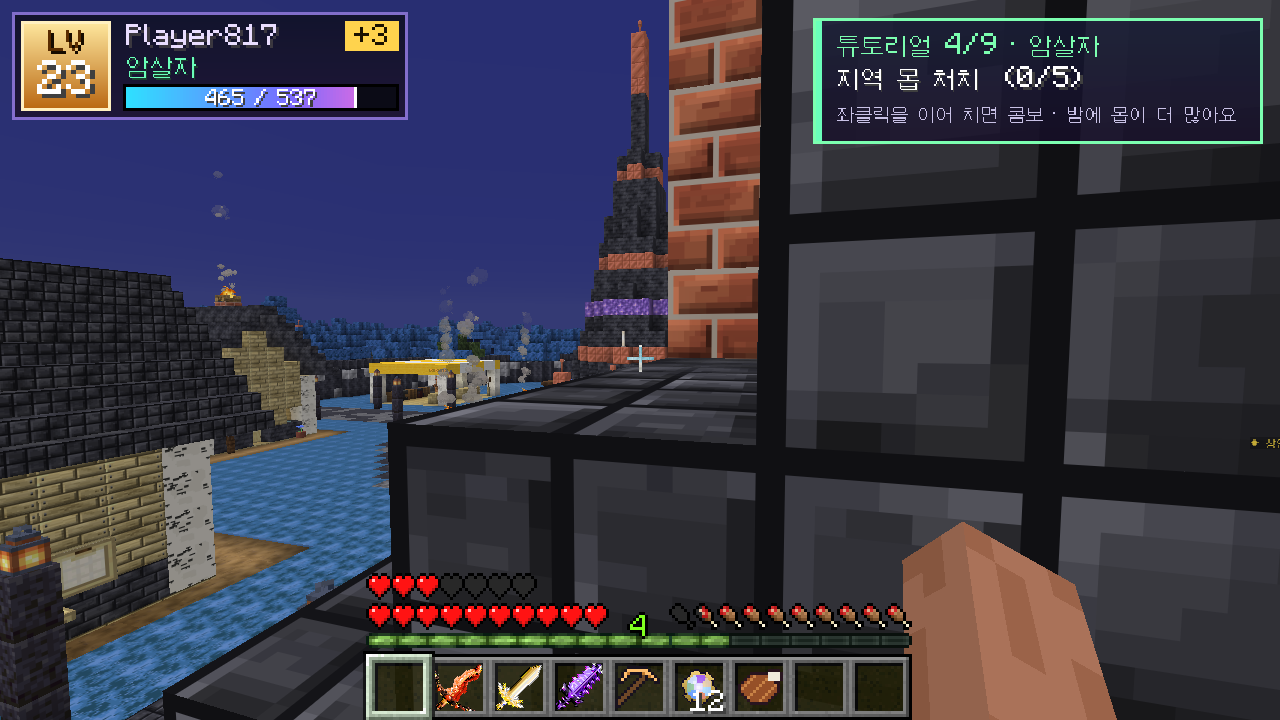 LV
23
Player817
+3
암살자
465 / 537
튜토리얼 4/9 · 암살자
지역 몹 처치 (0/5)
좌클릭을 이어 치면 콤보 · 밤에 몹이 더 많아요
4
12